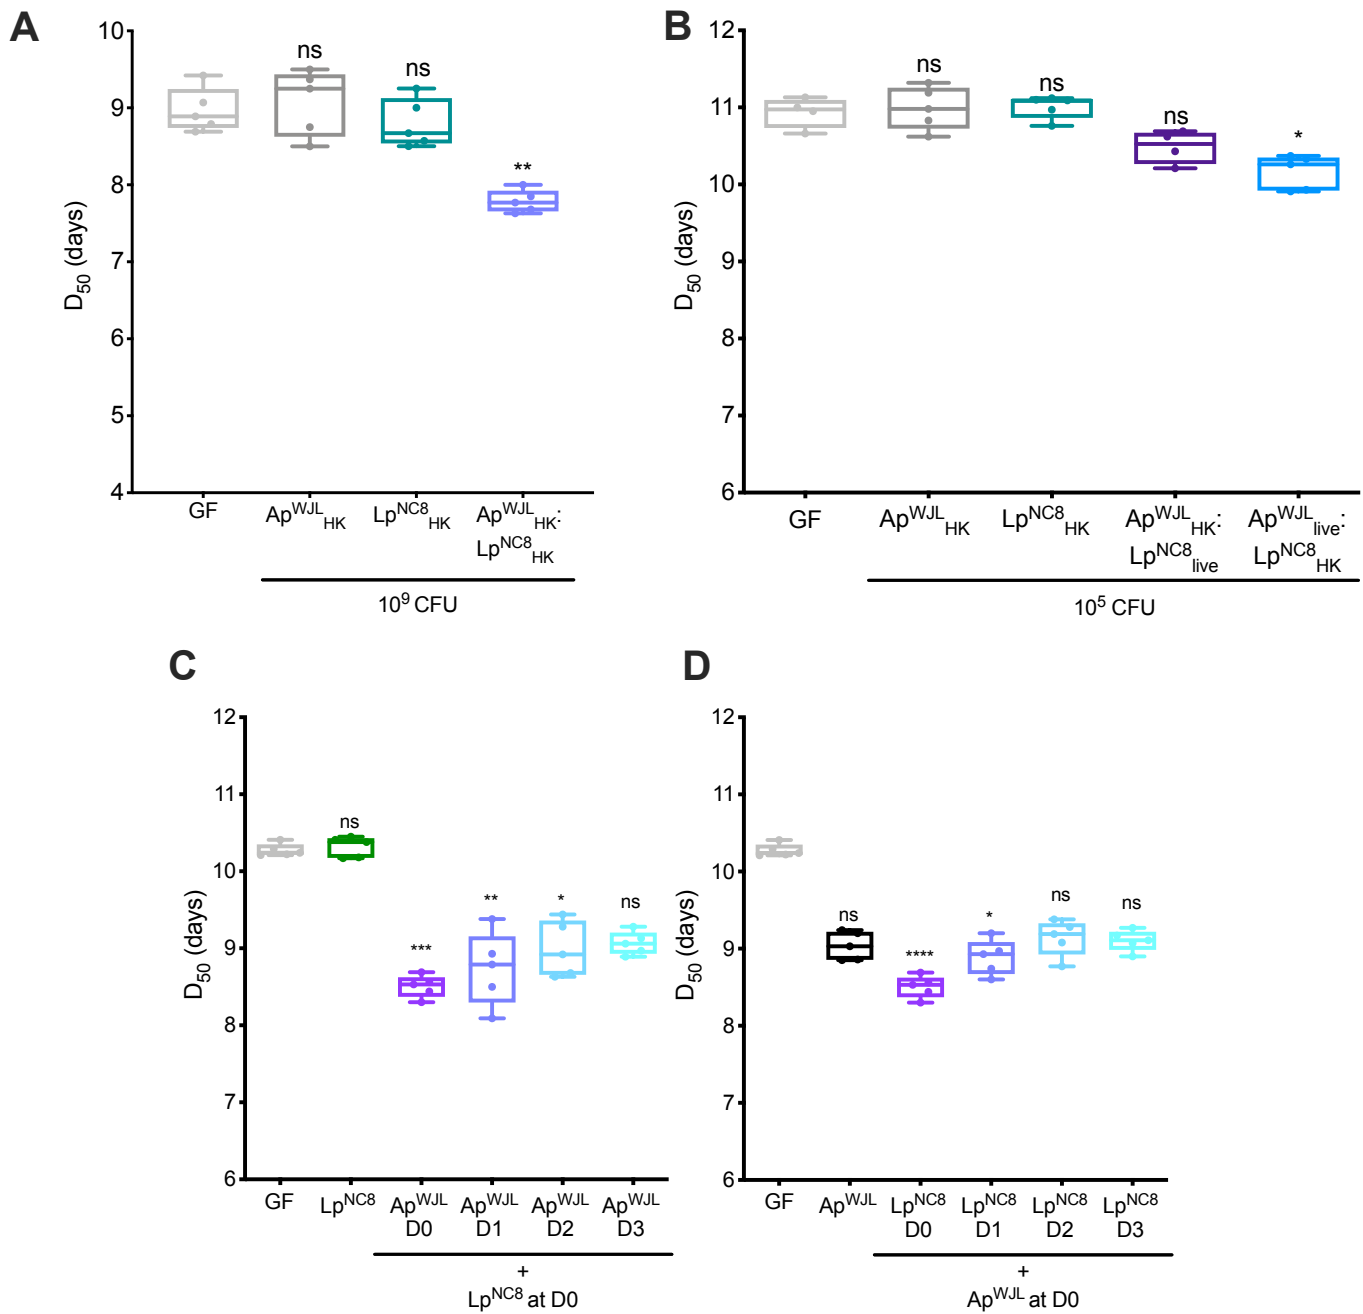 A
10
9
8
7
6
5
4
D50 (days)
ns
ns
**
GF
ApWJLHK
LpNC8HK
ApWJLHK:
LpNC8HK
109 CFU
B
12
11
10
9
8
7
6
D50 (days)
ns
ns
ns
*
GF
ApWJLHK
LpNC8HK
ApWJLHK:
LpNC8live
ApWJLlive:
LpNC8HK
105 CFU
C
12
11
10
9
8
7
6
D50 (days)
ns
***
**
*
ns
GF
LpNC8
ApWJL
D0
ApWJL
D1
ApWJL
D2
ApWJL
D3
+
LpNC8 at D0
D
12
11
10
9
8
7
6
D50 (days)
ns
****
*
ns
ns
GF
ApWJL
LpNC8
D0
LpNC8
D1
LpNC8
D2
LpNC8
D3
+
ApWJL at D0